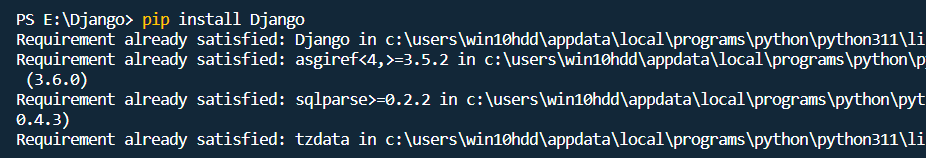 PS E:\Django> pip install Django
Requirement already satisfied: Django in c:\users\win10hdd\appdata\local\programs\python\python311\li
Requirement already satisfied: asgiref<4,>=3.5.2 in c:\users\win10hdd\appdata\local\programs\python\p
(3.6.0)
Requirement already satisfied: sqlparse>=0.2.2 in c:\users\win10hdd\appdata\local\programs\python\pyt
0.4.3)
Requirement already satisfied: tzdata in c:\users\win10hdd\appdata\local\programs\python\python311\li